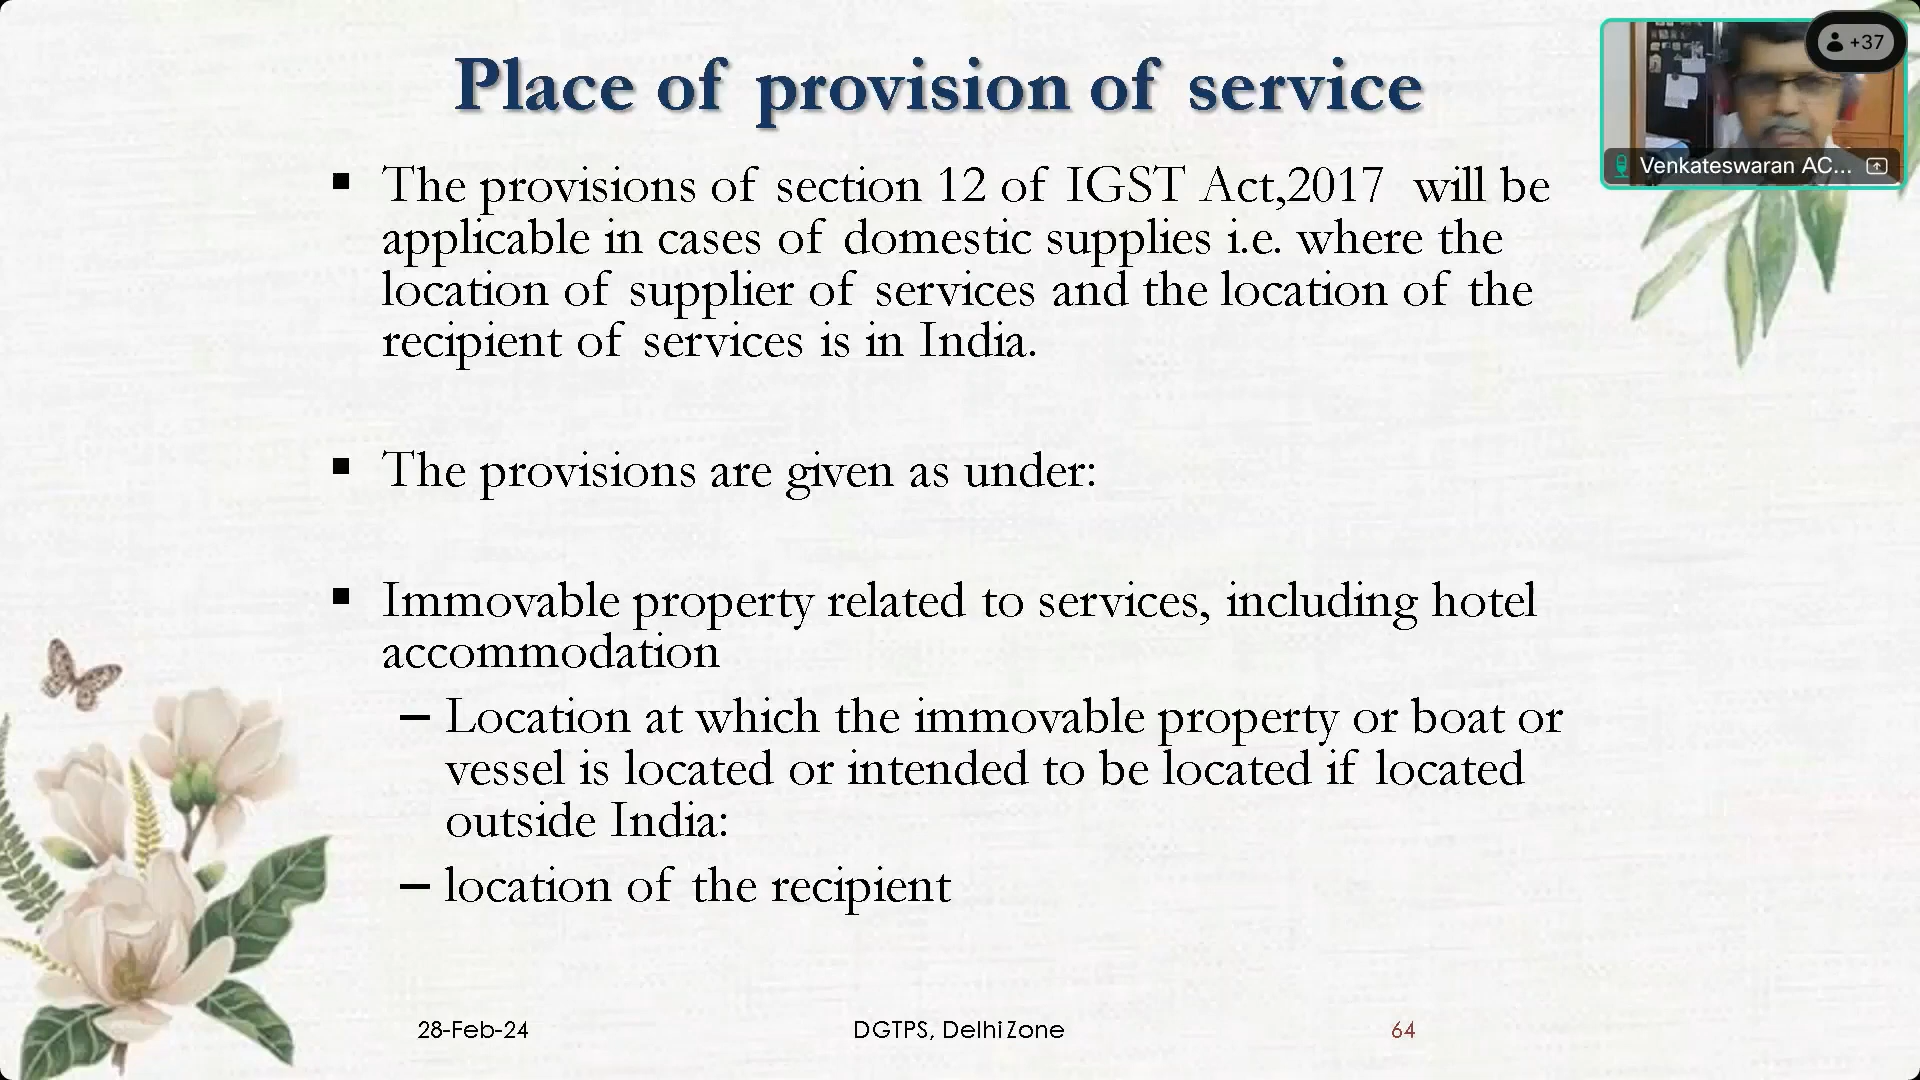 Place of provision of service
+37
Venkateswaran AC...
▪ The provisions of section 12 of IGST Act,2017 will be
applicable in cases of domestic supplies i.e. where the
location of supplier of services and the location of the
recipient of services is in India.
▪ The provisions are given as under:
▪ Immovable property related to services, including hotel
accommodation
– Location at which the immovable property or boat or
vessel is located or intended to be located if located
outside India:
– location of the recipient
28-Feb-24
DGTPS, Delhi Zone
64